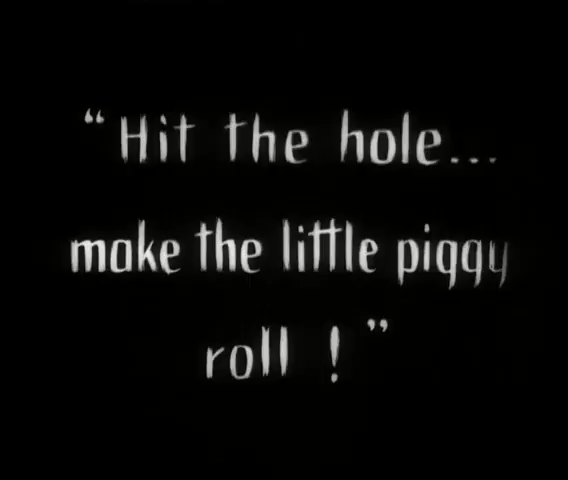 “Hit the hole...
make the little piggy
roll !”